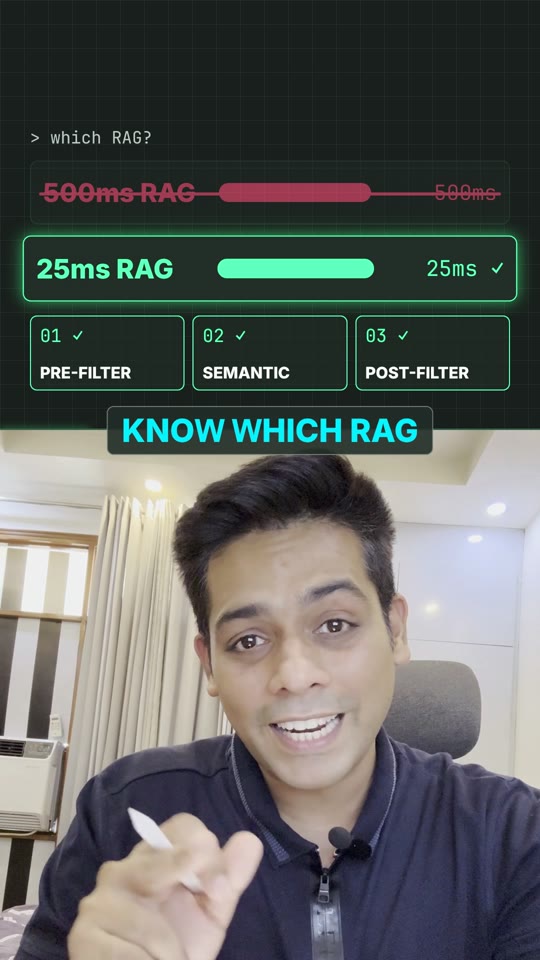 > which RAG?
500ms RAG 500ms
25ms RAG 25ms ✓
01 ✓ 02 ✓ 03 ✓
PRE-FILTER SEMANTIC POST-FILTER
KNOW WHICH RAG